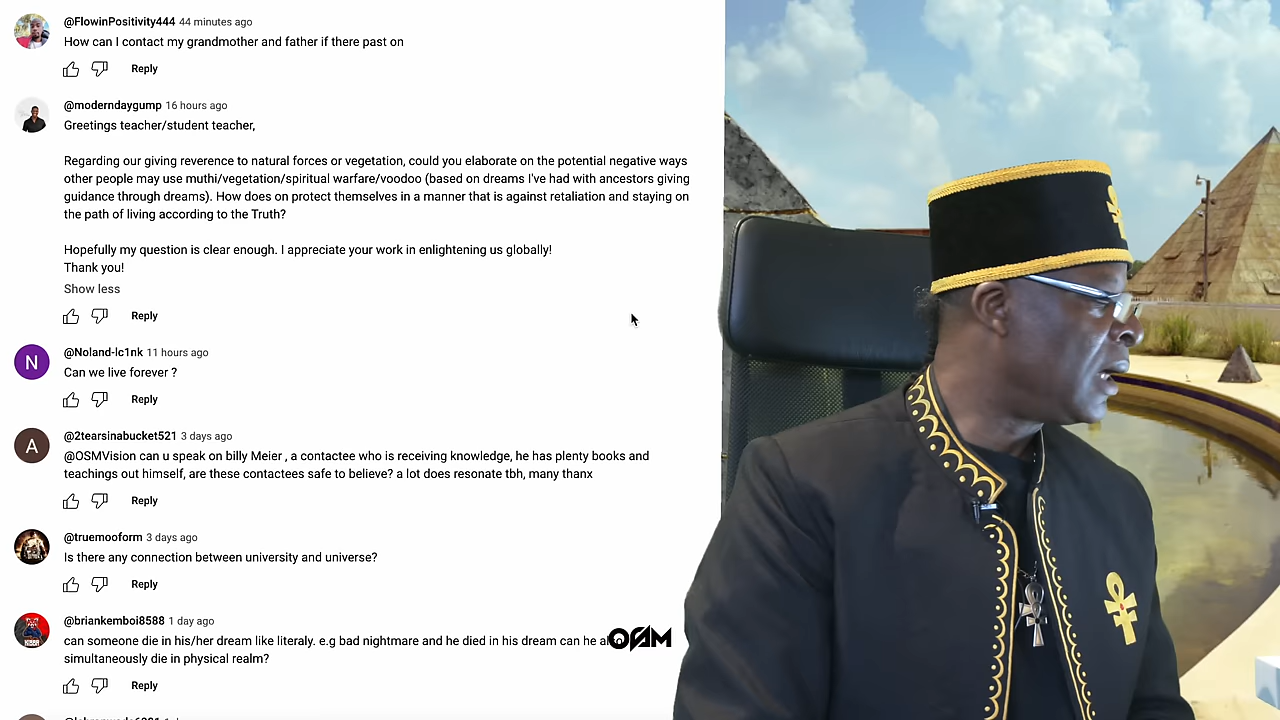 @FlowinPositivity444 44 minutes ago
How can I contact my grandmother and father if there past on
Reply
@moderndaygump 16 hours ago
Greetings teacher/student teacher,
Regarding our giving reverence to natural forces or vegetation, could you elaborate on the potential negative ways
other people may use muthi/vegetation/spiritual warfare/voodoo (based on dreams I've had with ancestors giving
guidance through dreams). How does on protect themselves in a manner that is against retaliation and staying on
the path of living according to the Truth?
Hopefully my question is clear enough. I appreciate your work in enlightening us globally!
Thank you!
Show less
Reply
N
@Noland-lc1nk 11 hours ago
Can we live forever ?
Reply
A
@2tearsinabucket521 3 days ago
@OSMVision can u speak on billy Meier , a contactee who is receiving knowledge, he has plenty books and
teachings out himself, are these contactees safe to believe? a lot does resonate tbh, many thanx
Reply
@truemooform 3 days ago
Is there any connection between university and universe?
Reply
@briankemboi8588 1 day ago
can someone die in his/her dream like literaly. e.g bad nightmare and he died in his dream can he
simultaneously die in physical realm?
Reply